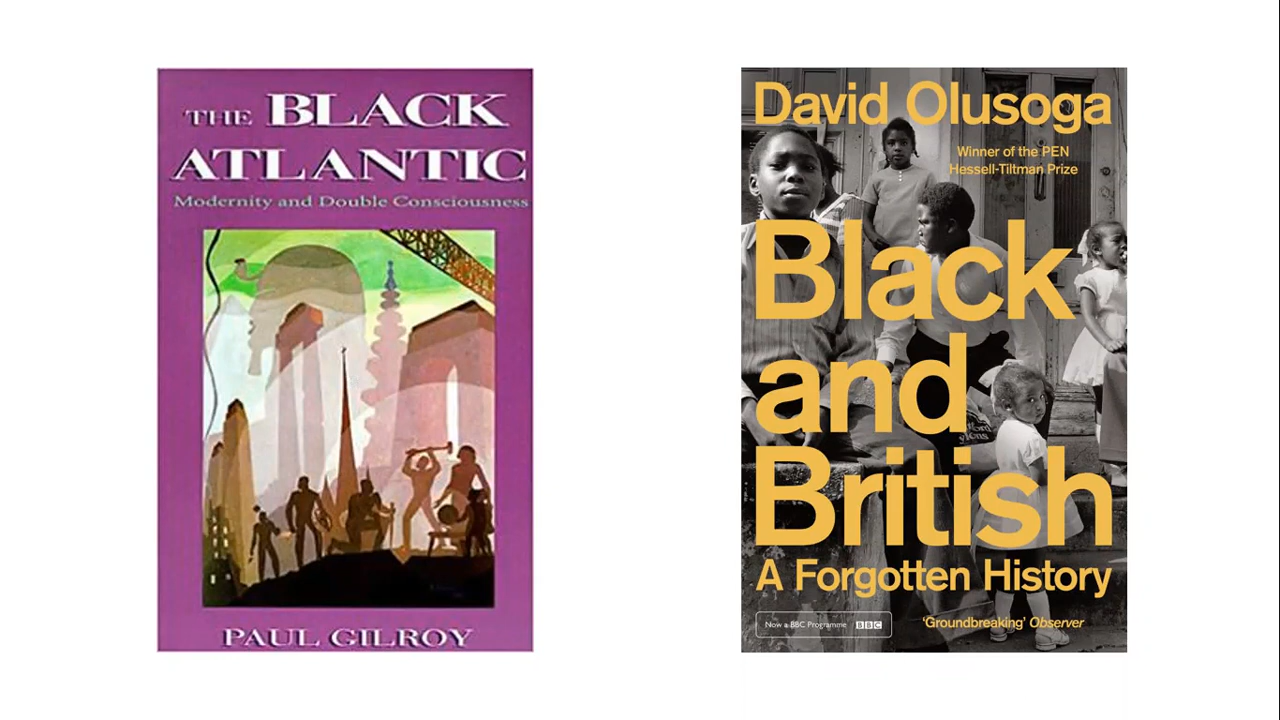 THE BLACK
ATLANTIC
Modernity and Double Consciousness
PAUL GILROY
David Olusoga
Winner of the PEN
Hessell-Tiltman Prize
Black
and
British
A Forgotten History
Now a BBC Programme BBC
'Groundbreaking' Observer